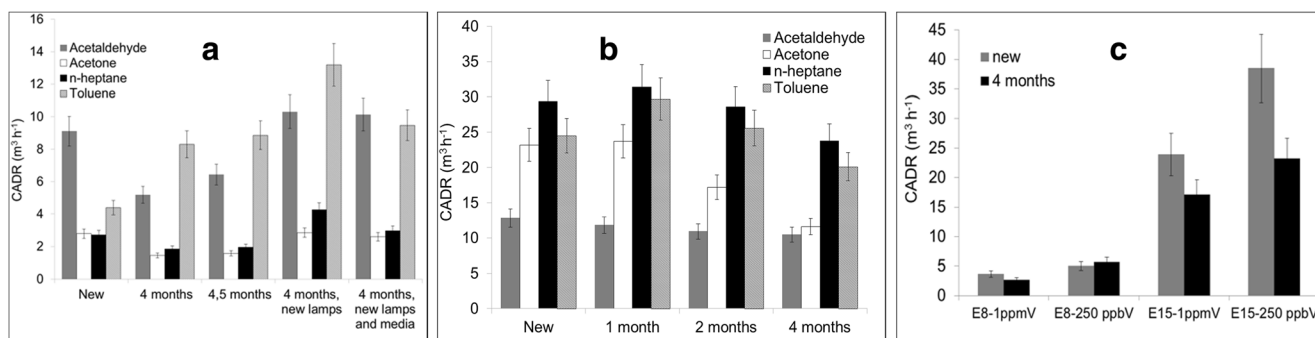 a
16
14
12
10
8
6
4
2
0
CADR (m³ h⁻¹)
Acetaldehyde
Acetone
n-heptane
Toluene
New
4 months
4,5 months
4 months,
new lamps
4 months,
new lamps
and media
b
40
35
30
25
20
15
10
5
0
CADR (m³ h⁻¹)
Acetaldehyde
Acetone
n-heptane
Toluene
New
1 month
2 months
4 months
c
45
40
35
30
25
20
15
10
5
0
CADR (m³ h⁻¹)
new
4 months
E8-1ppmV
E8-250 ppbV
E15-1ppmV
E15-250 ppbV